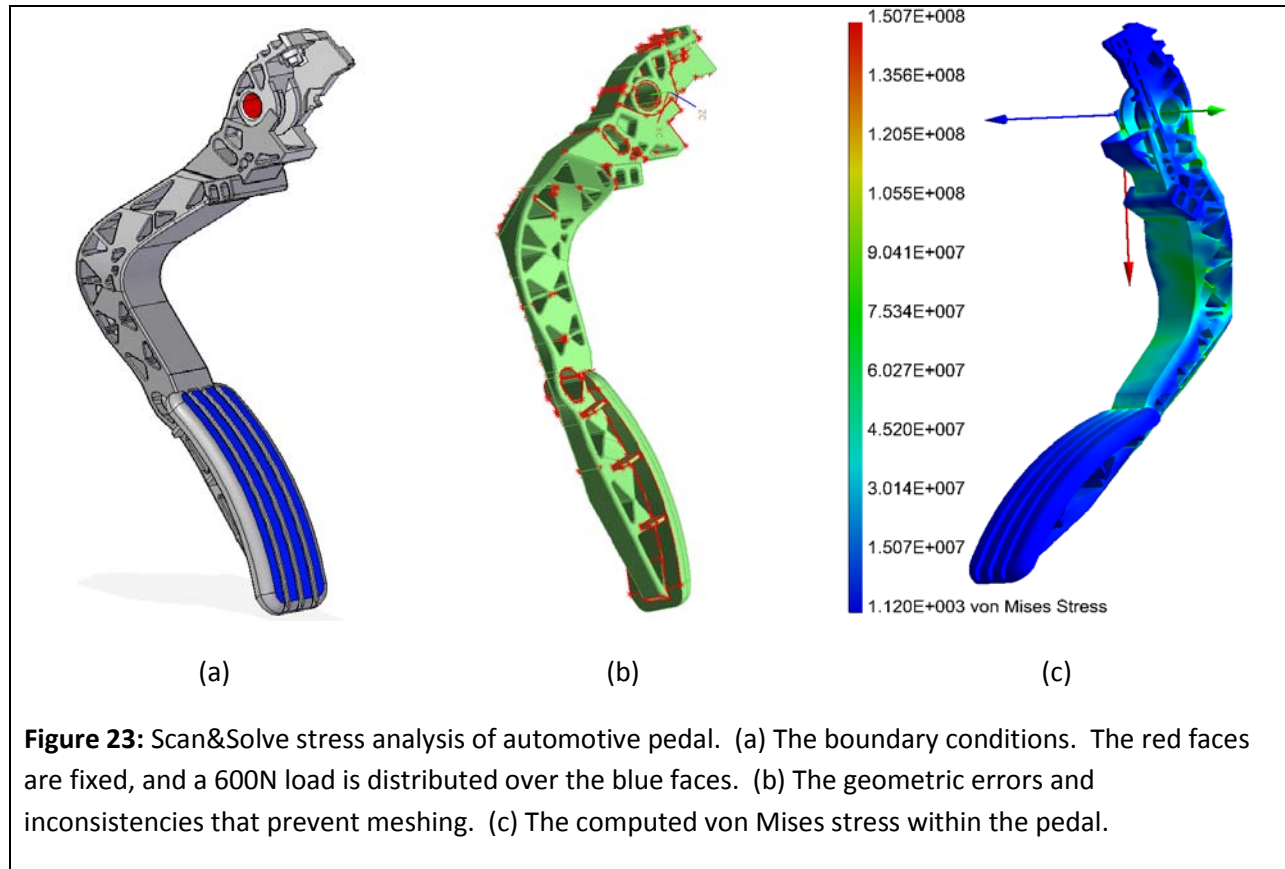 1.507E+008
1.356E+008
1.205E+008
1.055E+008
9.041E+007
7.534E+007
6.027E+007
4.520E+007
3.014E+007
1.507E+007
1.120E+003 von Mises Stress
(a) (b) (c)
Figure 23: Scan&Solve stress analysis of automotive pedal. (a) The boundary conditions. The red faces
are fixed, and a 600N load is distributed over the blue faces. (b) The geometric errors and
inconsistencies that prevent meshing. (c) The computed von Mises stress within the pedal.